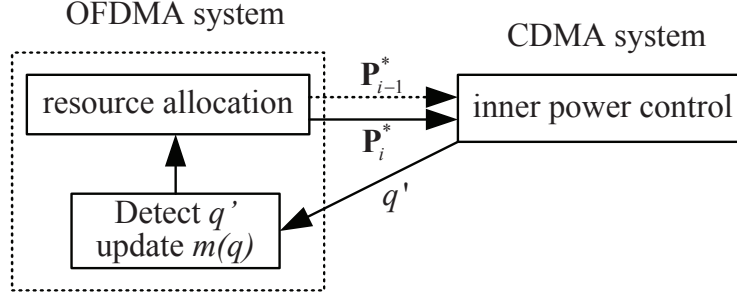 OFDMA system
CDMA system
resource allocation
P*i−1
P*i
inner power control
q'
Detect q’
update m(q)